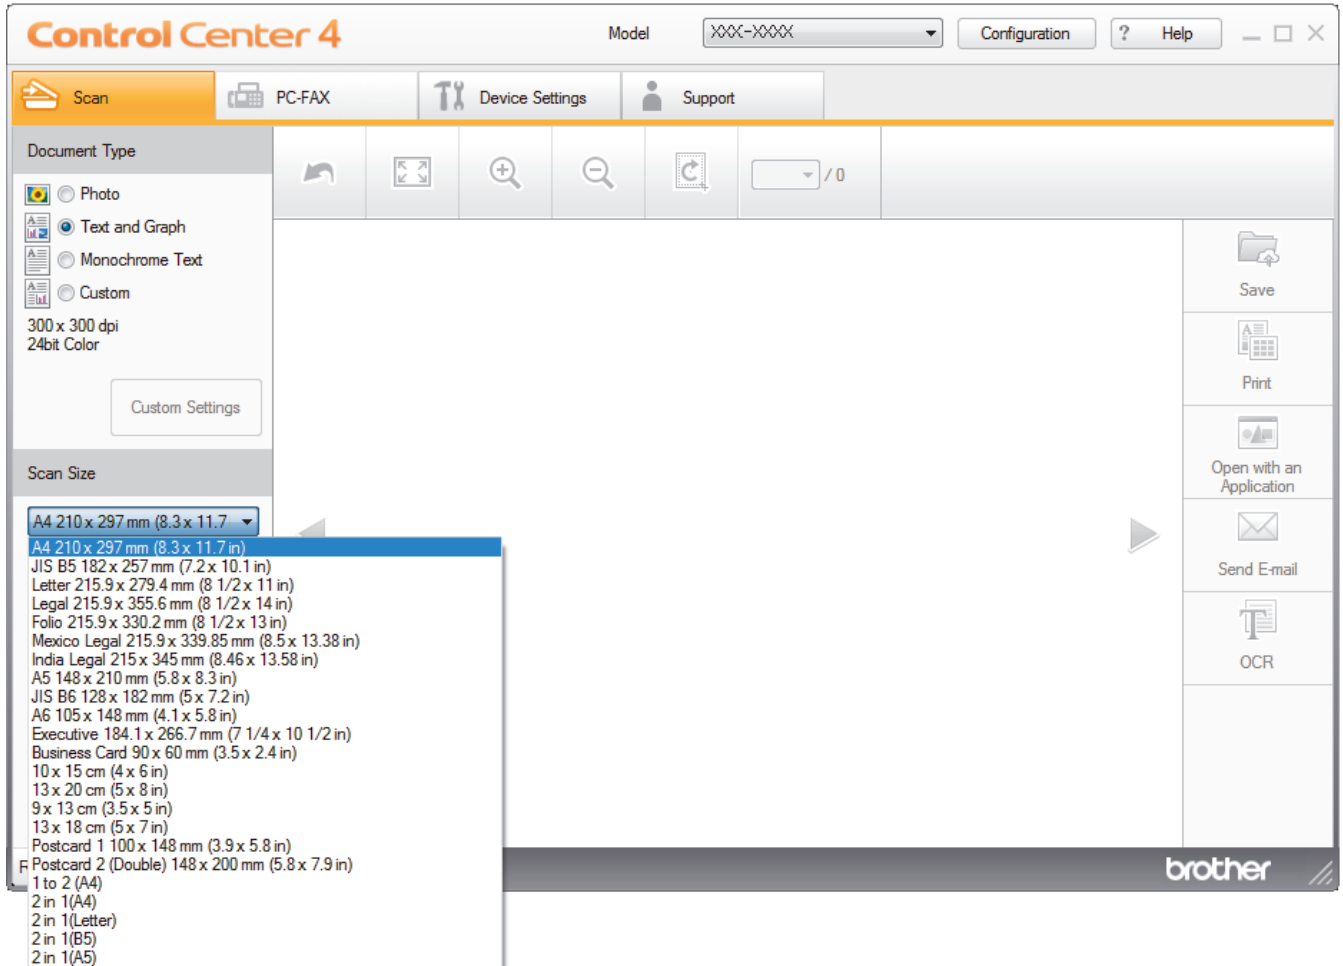 Control Center 4
Model
XXX-XXXX
Configuration
? Help
Scan
PC-FAX
Device Settings
Support
Document Type
Photo
Text and Graph
Monochrome Text
Custom
300 x 300 dpi
24bit Color
Custom Settings
/ 0
Scan Size
A4 210 x 297 mm (8.3 x 11.7
A4 210 x 297 mm (8.3 x 11.7 in)
JIS B5 182 x 257 mm (7.2 x 10.1 in)
Letter 215.9 x 279.4 mm (8 1/2 x 11 in)
Legal 215.9 x 355.6 mm (8 1/2 x 14 in)
Folio 215.9 x 330.2 mm (8 1/2 x 13 in)
Mexico Legal 215.9 x 339.85 mm (8.5 x 13.38 in)
India Legal 215 x 345 mm (8.46 x 13.58 in)
A5 148 x 210 mm (5.8 x 8.3 in)
JIS B6 128 x 182 mm (5 x 7.2 in)
A6 105 x 148 mm (4.1 x 5.8 in)
Executive 184.1 x 266.7 mm (7 1/4 x 10 1/2 in)
Business Card 90 x 60 mm (3.5 x 2.4 in)
10 x 15 cm (4 x 6 in)
13 x 20 cm (5 x 8 in)
9 x 13 cm (3.5 x 5 in)
13 x 18 cm (5 x 7 in)
Postcard 1 100 x 148 mm (3.9 x 5.8 in)
Postcard 2 (Double) 148 x 200 mm (5.8 x 7.9 in)
1 to 2 (A4)
2 in 1(A4)
2 in 1(Letter)
2 in 1(B5)
2 in 1(A5)
Save
Print
Open with an
Application
Send E-mail
OCR
brother